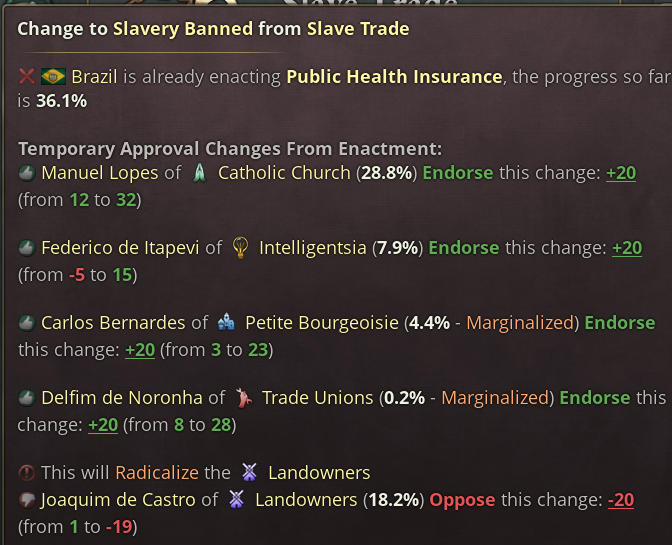 Change to Slavery Banned from Slave Trade
Brazil is already enacting Public Health Insurance, the progress so far
is 36.1%
Temporary Approval Changes From Enactment:
Manuel Lopes of Catholic Church (28.8%) Endorse this change: +20
(from 12 to 32)
Federico de Itapevi of Intelligentsia (7.9%) Endorse this change: +20
(from -5 to 15)
Carlos Bernardes of Petite Bourgeoisie (4.4% - Marginalized) Endorse
this change: +20 (from 3 to 23)
Delfim de Noronha of Trade Unions (0.2% - Marginalized) Endorse this
change: +20 (from 8 to 28)
This will Radicalize the Landowners
Joaquim de Castro of Landowners (18.2%) Oppose this change: -20
(from 1 to -19)